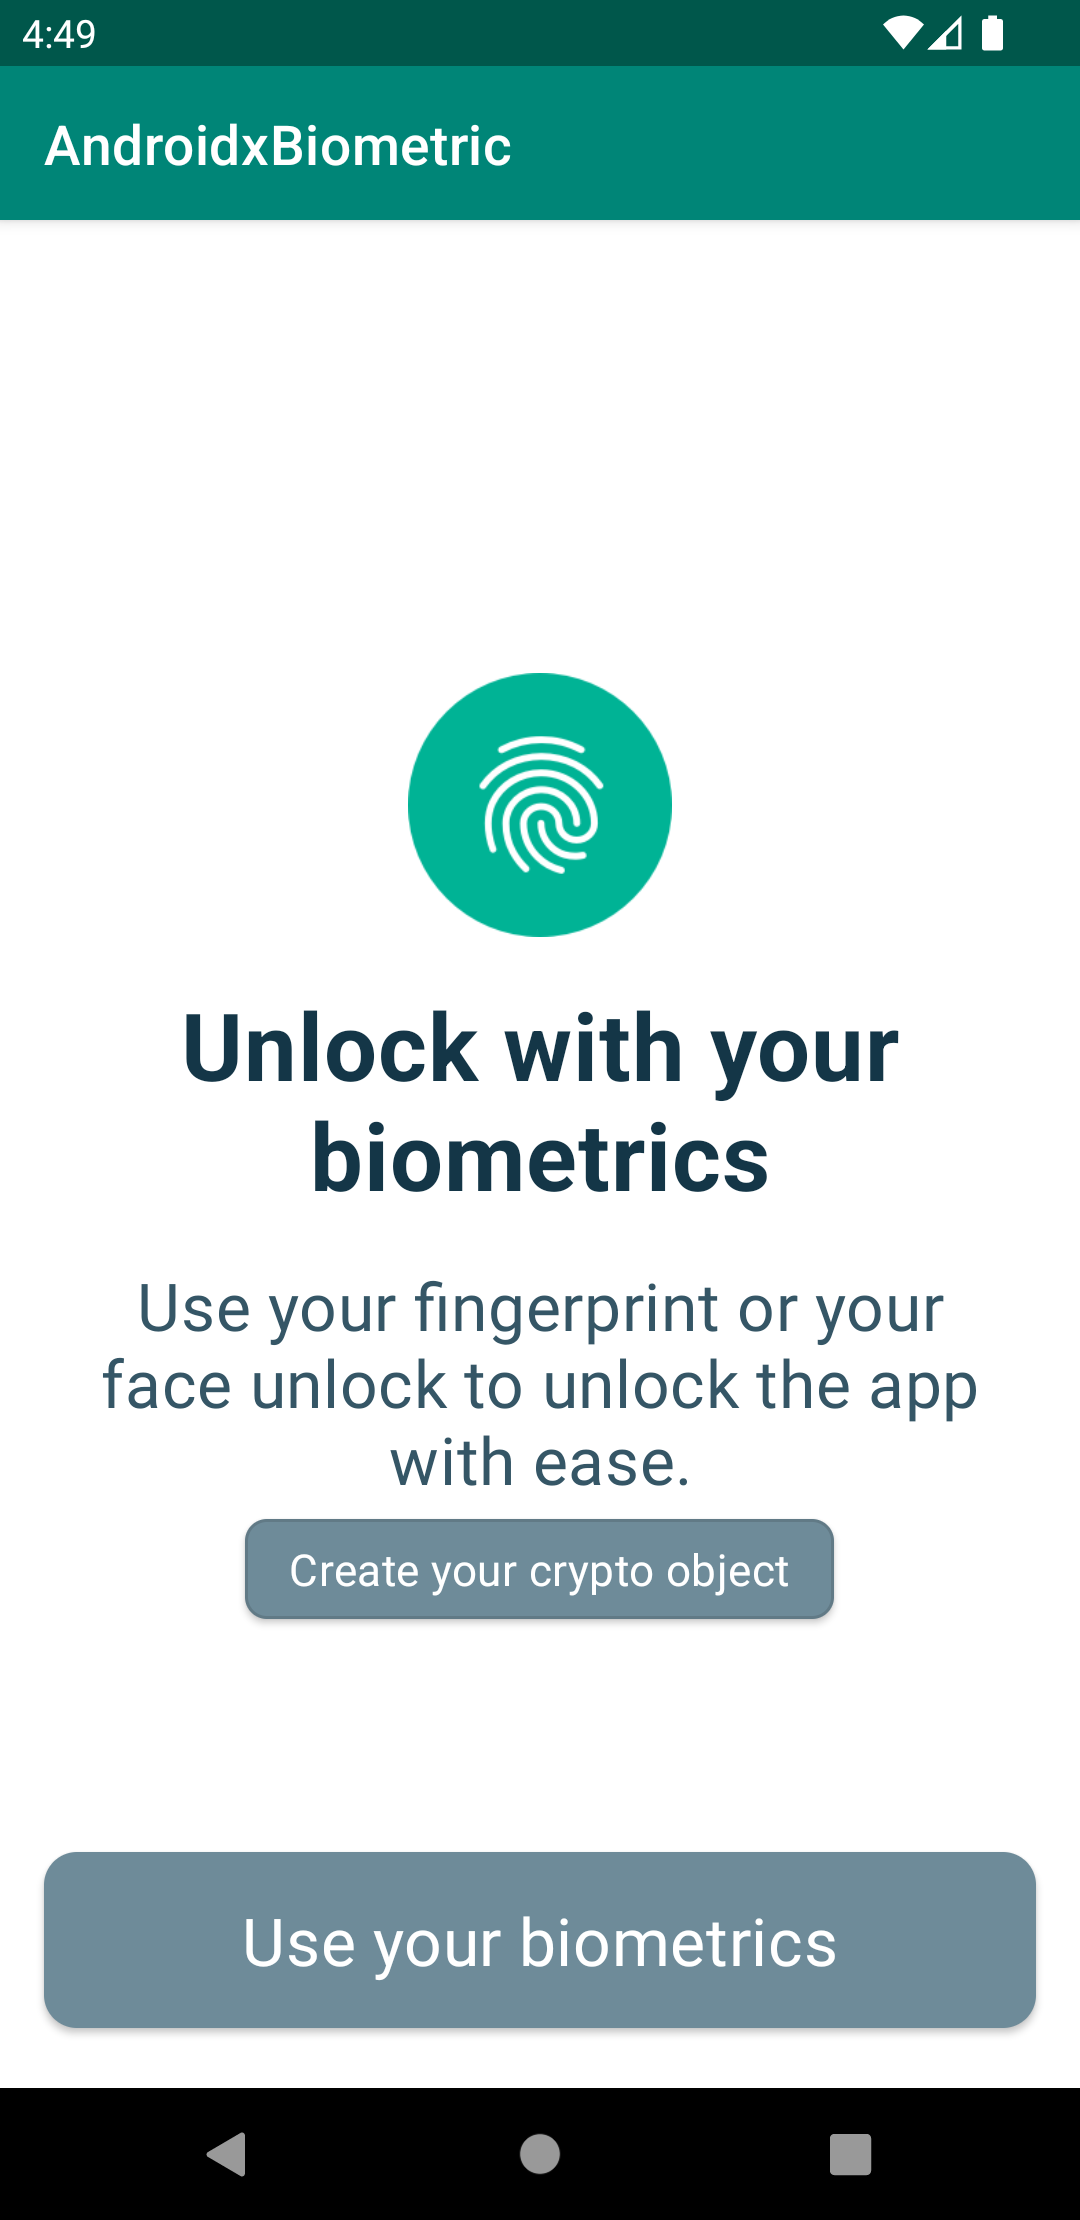 4:49
AndroidxBiometric
Unlock with your
biometrics
Use your fingerprint or your
face unlock to unlock the app
with ease.
Create your crypto object
Use your biometrics